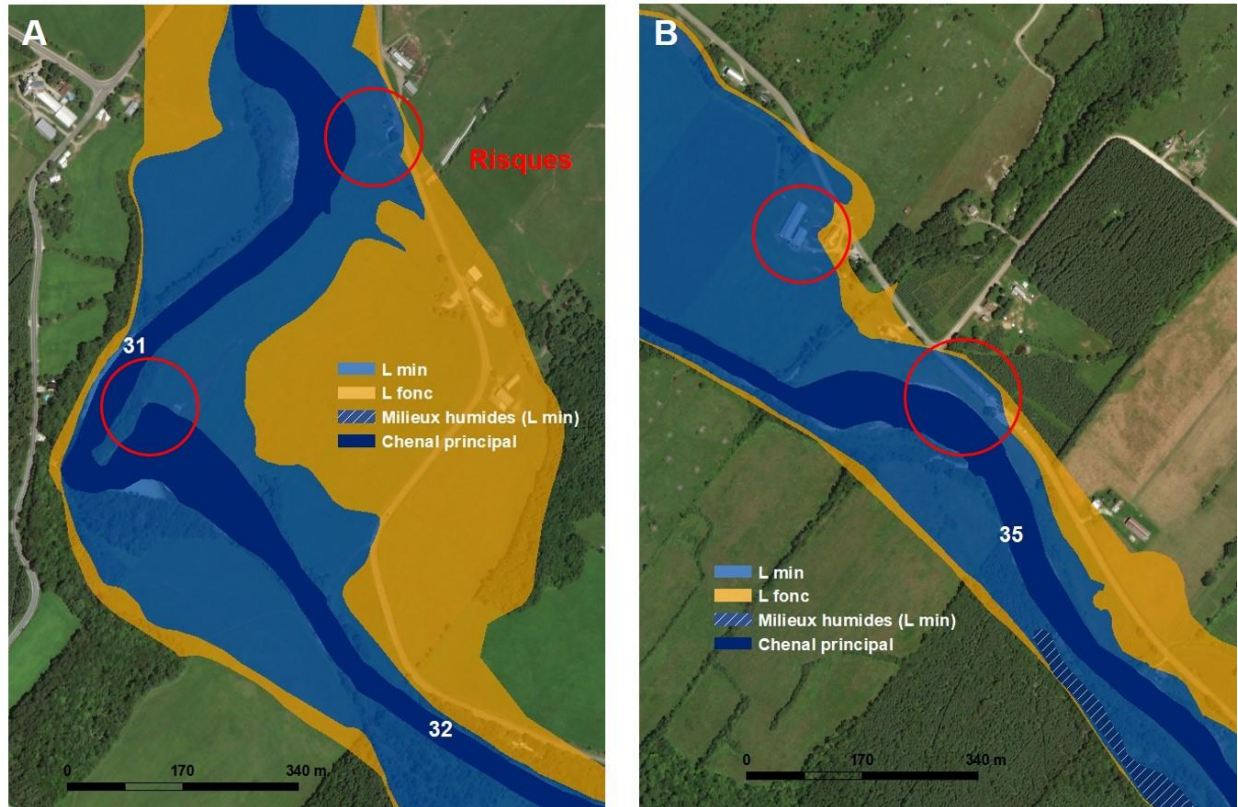 A
Risques
31
L min
L fonc
Milieux humides (L min)
Chenal principal
32
0 170 340 m
B
35
L min
L fonc
Milieux humides (L min)
Chenal principal
0 170 340 m